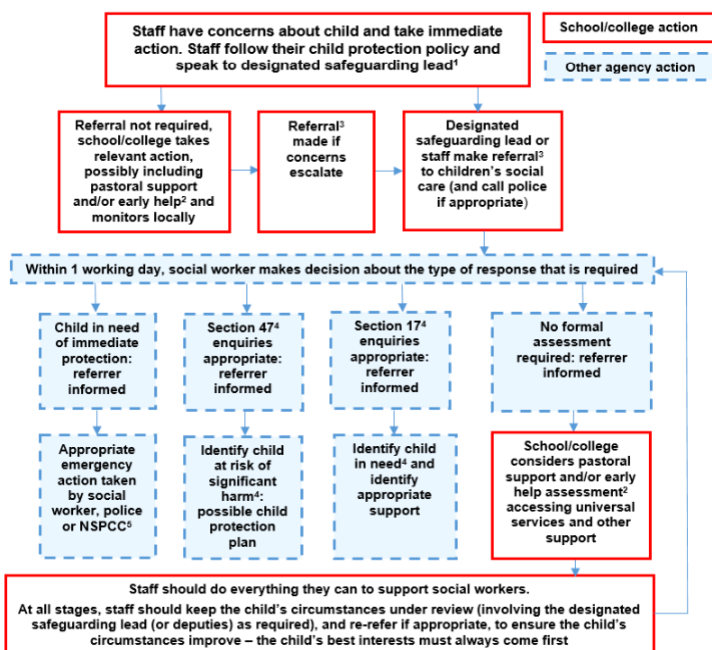 Staff have concerns about child and take immediate
action. Staff follow their child protection policy and
speak to designated safeguarding lead¹
School/college action
Other agency action
Referral not required,
school/college takes
relevant action,
possibly including
pastoral support
and/or early help² and
monitors locally
Referral³
made if
concerns
escalate
Designated
safeguarding lead or
staff make referral³
to children's social
care (and call police
if appropriate)
Within 1 working day, social worker makes decision about the type of response that is required
Child in need
of immediate
protection:
referrer
informed
Section 47⁴
enquiries
appropriate:
referrer
informed
Section 17⁴
enquiries
appropriate:
referrer
informed
No formal
assessment
required: referrer
informed
Appropriate
emergency
action taken
by social
worker, police
or NSPCC⁵
Identify child
at risk of
significant
harm⁴:
possible child
protection
plan
Identify child
in need⁴ and
identify
appropriate
support
School/college
considers pastoral
support and/or early
help assessment²
accessing universal
services and other
support
Staff should do everything they can to support social workers.
At all stages, staff should keep the child's circumstances under review (involving the designated
safeguarding lead (or deputies) as required), and re-refer if appropriate, to ensure the child's
circumstances improve – the child's best interests must always come first